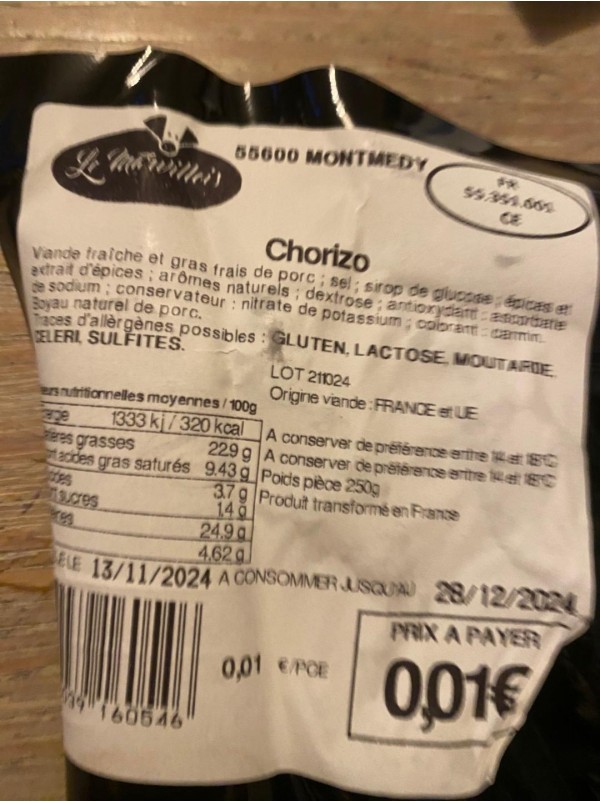 55600 MONTMEDY
FR
55.351.001
CE
Chorizo
Viande fraîche et gras frais de porc ; sel ; sirop de glucose ; épices et
extrait d'épices ; arômes naturels ; dextrose ; antioxydant : ascorbate
de sodium ; conservateur : nitrate de potassium ; colorant : carmin.
Boyau naturel de porc.
Traces d'allèrgènes possibles : GLUTEN, LACTOSE, MOUTARDE,
CELERI, SULFITES.
LOT 211024
Origine viande : FRANCE et UE
nutritionnelles moyennes / 100g
1333 kj / 320 kcal
grasses 22.9 g
acides gras saturés 9.43 g
3.7 g
sucres 1.4 g
24.9 g
4.62 g
A conserver de préférence entre 14 et 18°C
A conserver de préférence entre 14 et 18°C
Poids pièce 250g
Produit transformé en France
LE 13/11/2024 A CONSOMMER JUSQU'AU 28/12/2024
PRIX A PAYER
0,01 €/PCE
0,01€
160546